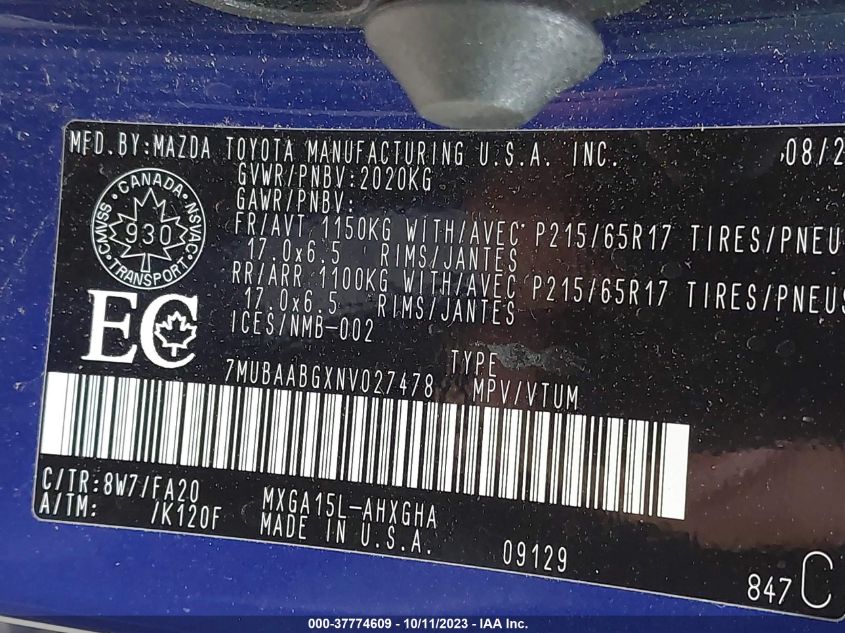 MFD.BY:MAZDA TOYOTA MANUFACTURING U.S.A. INC. 08/2
GVWR/PNBV:2020KG
GAWR/PNBV:
FR/AVT 1150KG WITH/AVEC P215/65R17 TIRES/PNEU
17.0x6.5 RIMS/JANTES
RR/ARR 1100KG WITH/AVEC P215/65R17 TIRES/PNEUS
17.0x6.5 RIMS/JANTES
ICES/NMB-002
CANADA
CMVSS 930 NSVAC
TRANSPORT
EC
TYPE
7MUBAABGXNV027478 MPV/VTUM
C/TR:8W7/FA20 MXGA15L-AHXGHA
A/TM: /K120F MADE IN U.S.A. 09129
847 C
000-37774609 - 10/11/2023 - IAA Inc.